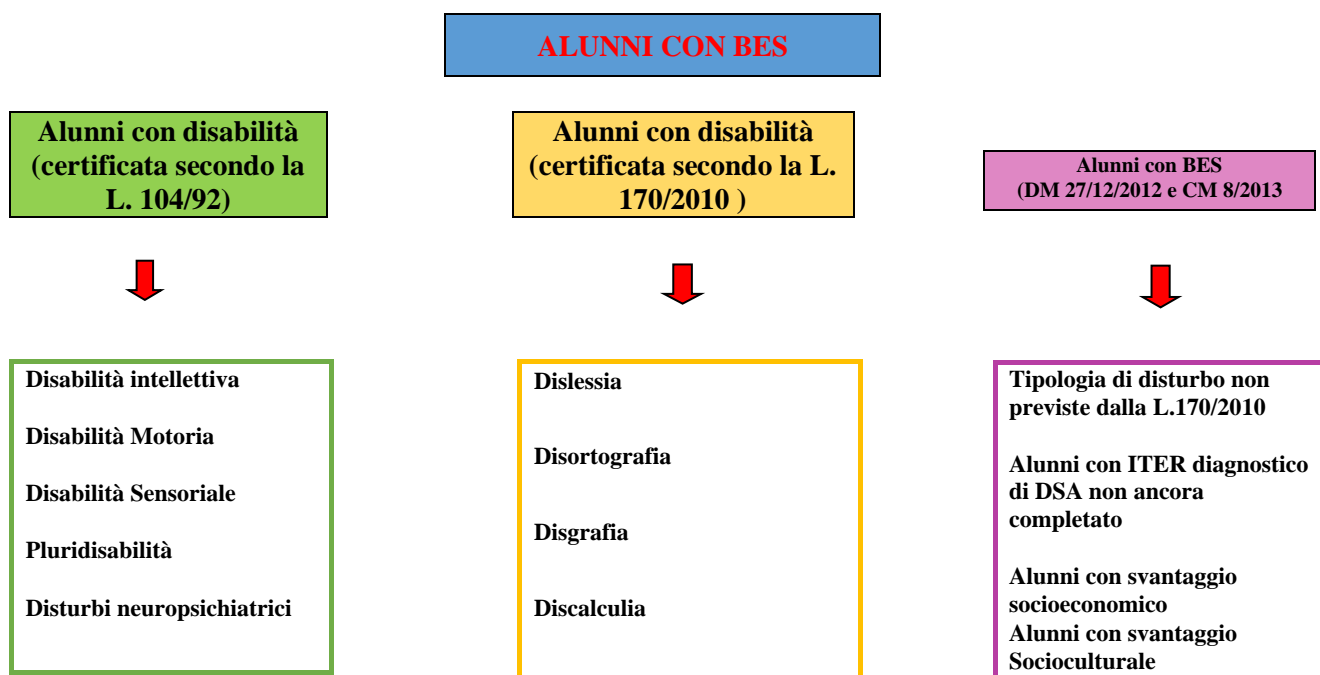 ALUNNI CON BES
Alunni con disabilità
(certificata secondo la
L. 104/92)
Alunni con disabilità
(certificata secondo la L.
170/2010 )
Alunni con BES
(DM 27/12/2012 e CM 8/2013
Disabilità intellettiva
Disabilità Motoria
Disabilità Sensoriale
Pluridisabilità
Disturbi neuropsichiatrici
Dislessia
Disortografia
Disgrafia
Discalculia
Tipologia di disturbo non
previste dalla L.170/2010
Alunni con ITER diagnostico
di DSA non ancora
completato
Alunni con svantaggio
socioeconomico
Alunni con svantaggio
Socioculturale